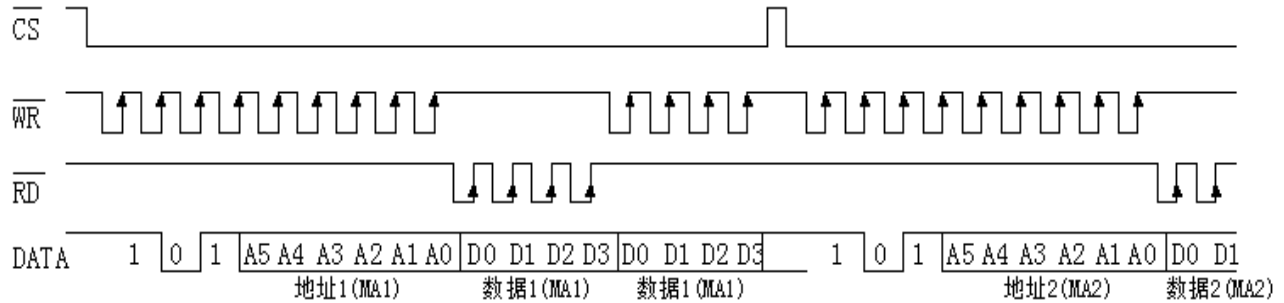 CS
WR
RD
DATA 1 0 1 A5 A4 A3 A2 A1 A0 D0 D1 D2 D3 D0 D1 D2 D3 1 0 1 A5 A4 A3 A2 A1 A0 D0 D1
地址1(MA1) 数据1(MA1) 数据1(MA1) 地址2(MA2) 数据2(MA2)